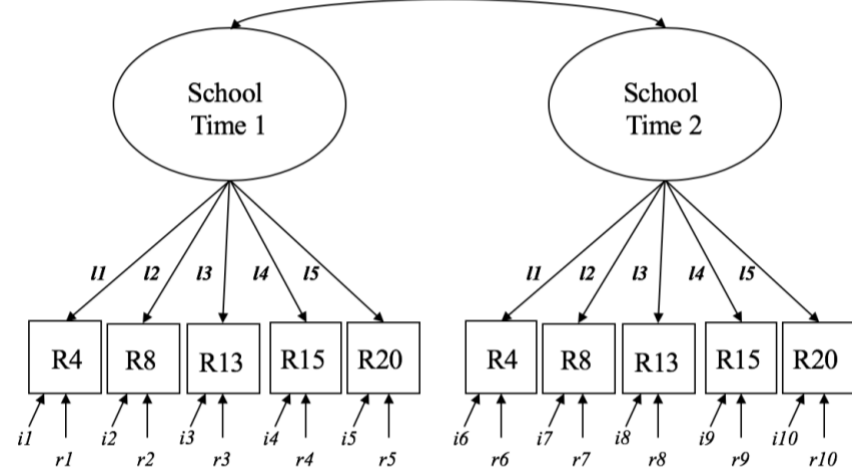 School School
Time 1 Time 2
l1 l2 l3 l4 l5 l1 l2 l3 l4 l5
R4 R8 R13 R15 R20 R4 R8 R13 R15 R20
i1 i2 i3 i4 i5 i6 i7 i8 i9 i10
r1 r2 r3 r4 r5 r6 r7 r8 r9 r10